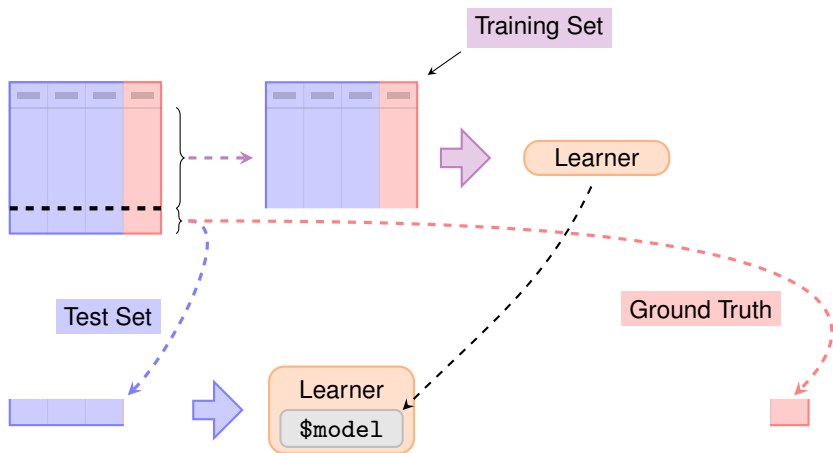 Training Set
Learner
Test Set
Ground Truth
Learner
$model